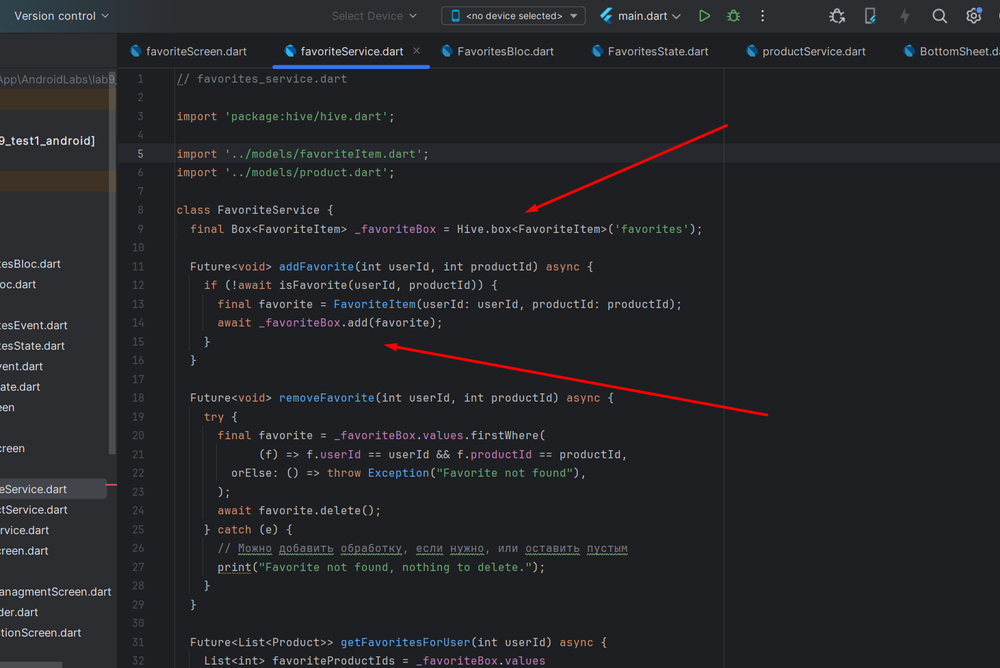 Version control
Select Device
<no device selected>
main.dart
favoriteScreen.dart
favoriteService.dart
FavoritesBloc.dart
FavoritesState.dart
productService.dart
BottomSheet.da
App\AndroidLabs\lab9_
9_test1_android]
tesBloc.dart
oc.dart
tesEvent.dart
tesState.dart
vent.dart
ate.dart
een
creen
eService.dart
ctService.dart
rvice.dart
creen.dart
anagmentScreen.dart
der.dart
ctionScreen.dart
1 // favorites_service.dart
2
3 import 'package:hive/hive.dart';
4
5 import '../models/favoriteItem.dart';
6 import '../models/product.dart';
7
8 class FavoriteService {
9 final Box<FavoriteItem> _favoriteBox = Hive.box<FavoriteItem>('favorites');
10
11 Future<void> addFavorite(int userId, int productId) async {
12 if (!await isFavorite(userId, productId)) {
13 final favorite = FavoriteItem(userId: userId, productId: productId);
14 await _favoriteBox.add(favorite);
15 }
16 }
17
18 Future<void> removeFavorite(int userId, int productId) async {
19 try {
20 final favorite = _favoriteBox.values.firstWhere(
21 (f) => f.userId == userId && f.productId == productId,
22 orElse: () => throw Exception("Favorite not found"),
23 );
24 await favorite.delete();
25 } catch (e) {
26 // Можно добавить обработку, если нужно, или оставить пустым
27 print("Favorite not found, nothing to delete.");
28 }
29 }
30
31 Future<List<Product>> getFavoritesForUser(int userId) async {
32 List<int> favoriteProductIds = _favoriteBox.values